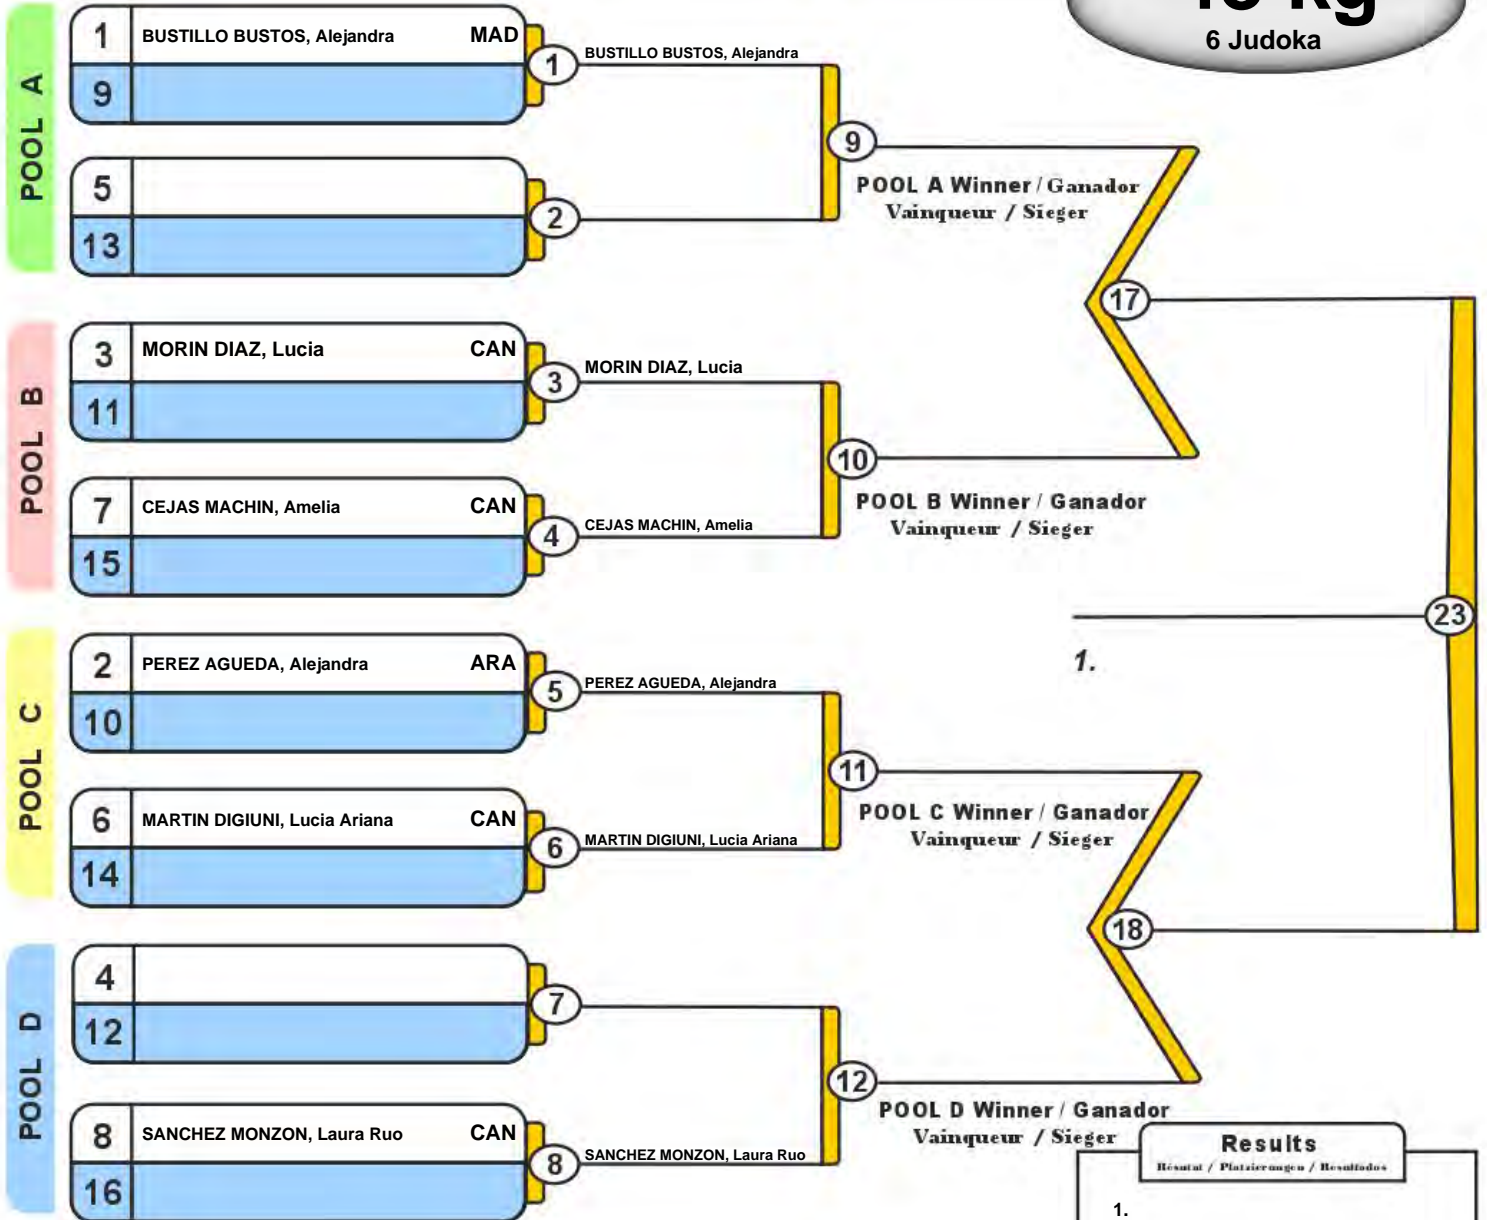 kg
6 Judoka
POOL A
1 BUSTILLO BUSTOS, Alejandra MAD
9
1
BUSTILLO BUSTOS, Alejandra
5
13
2
9
POOL A Winner / Ganador
Vainqueur / Sieger
POOL B
3 MORIN DIAZ, Lucia CAN
11
3
MORIN DIAZ, Lucia
7 CEJAS MACHIN, Amelia CAN
15
4
CEJAS MACHIN, Amelia
10
POOL B Winner / Ganador
Vainqueur / Sieger
17
POOL C
2 PEREZ AGUEDA, Alejandra ARA
10
5
PEREZ AGUEDA, Alejandra
6 MARTIN DIGIUNI, Lucia Ariana CAN
14
6
MARTIN DIGIUNI, Lucia Ariana
11
POOL C Winner / Ganador
Vainqueur / Sieger
POOL D
4
12
7
8 SANCHEZ MONZON, Laura Ruo CAN
16
8
SANCHEZ MONZON, Laura Ruo
12
POOL D Winner / Ganador
Vainqueur / Sieger
18
23
1.
Results
Résutat / Platzierungen / Resultados
1.